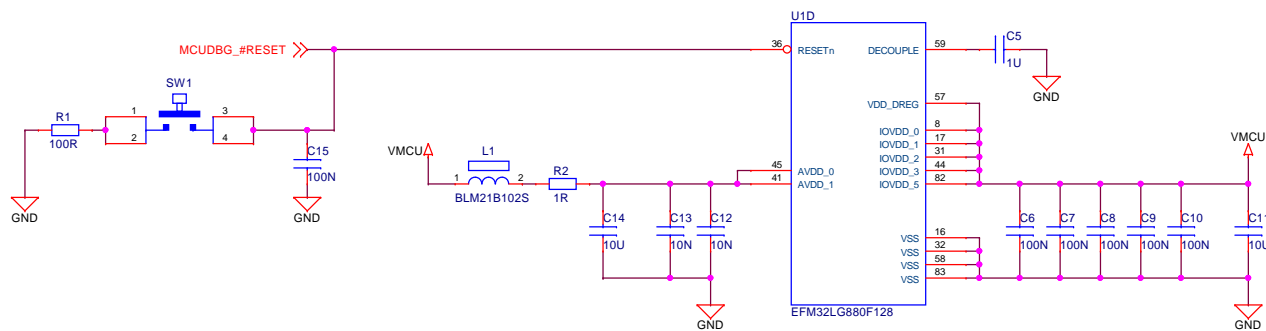 U1D
MCUDBG_#RESET
36
RESETn
DECOUPLE
59
C5
1U
GND
SW1
R1
100R
1
2
3
4
C15
100N
GND
GND
VDD_DREG
57
IOVDD_0
8
IOVDD_1
17
IOVDD_2
31
IOVDD_3
44
IOVDD_5
82
VMCU
VMCU
L1
1
2
BLM21B102S
R2
1R
45
AVDD_0
41
AVDD_1
C14
10U
C13
10N
C12
10N
GND
C6
100N
C7
100N
C8
100N
C9
100N
C10
100N
C11
10U
VSS
16
VSS
32
VSS
58
VSS
83
GND
EFM32LG880F128